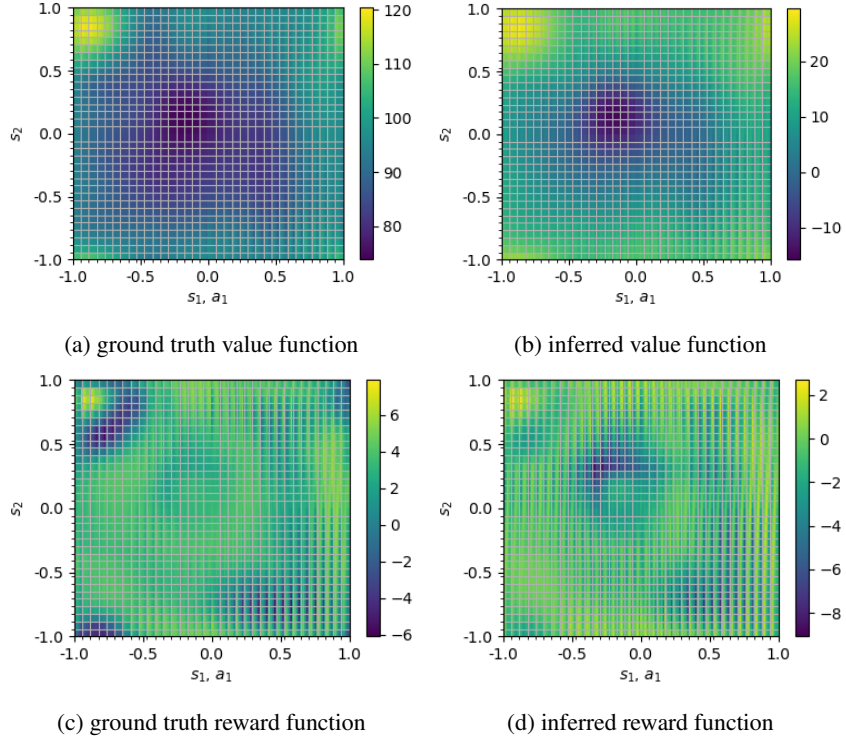 1.0
0.5
0.0
-0.5
-1.0
s2
-1.0 -0.5 0.0 0.5 1.0
s1, a1
120
110
100
90
80
(a) ground truth value function
1.0
0.5
0.0
-0.5
-1.0
s2
-1.0 -0.5 0.0 0.5 1.0
s1, a1
20
10
0
−10
(b) inferred value function
1.0
0.5
0.0
-0.5
-1.0
s2
-1.0 -0.5 0.0 0.5 1.0
s1, a1
6
4
2
0
−2
−4
−6
(c) ground truth reward function
1.0
0.5
0.0
-0.5
-1.0
s2
-1.0 -0.5 0.0 0.5 1.0
s1, a1
2
0
−2
−4
−6
−8
(d) inferred reward function